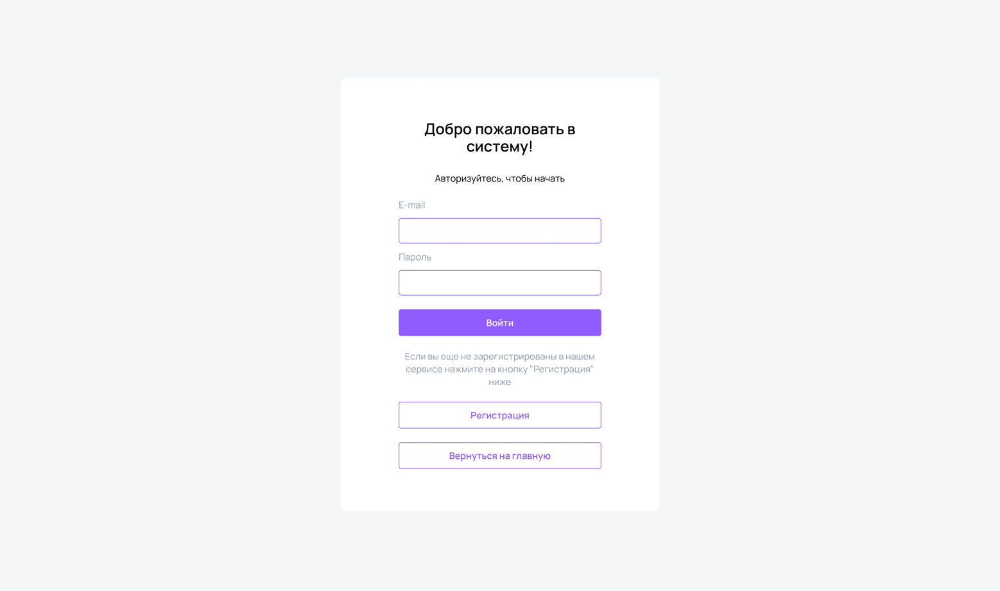 Добро пожаловать в
систему!
Авторизуйтесь, чтобы начать
E-mail
Пароль
Войти
Если вы еще не зарегистрированы в нашем
сервисе нажмите на кнопку "Регистрация"
ниже
Регистрация
Вернуться на главную